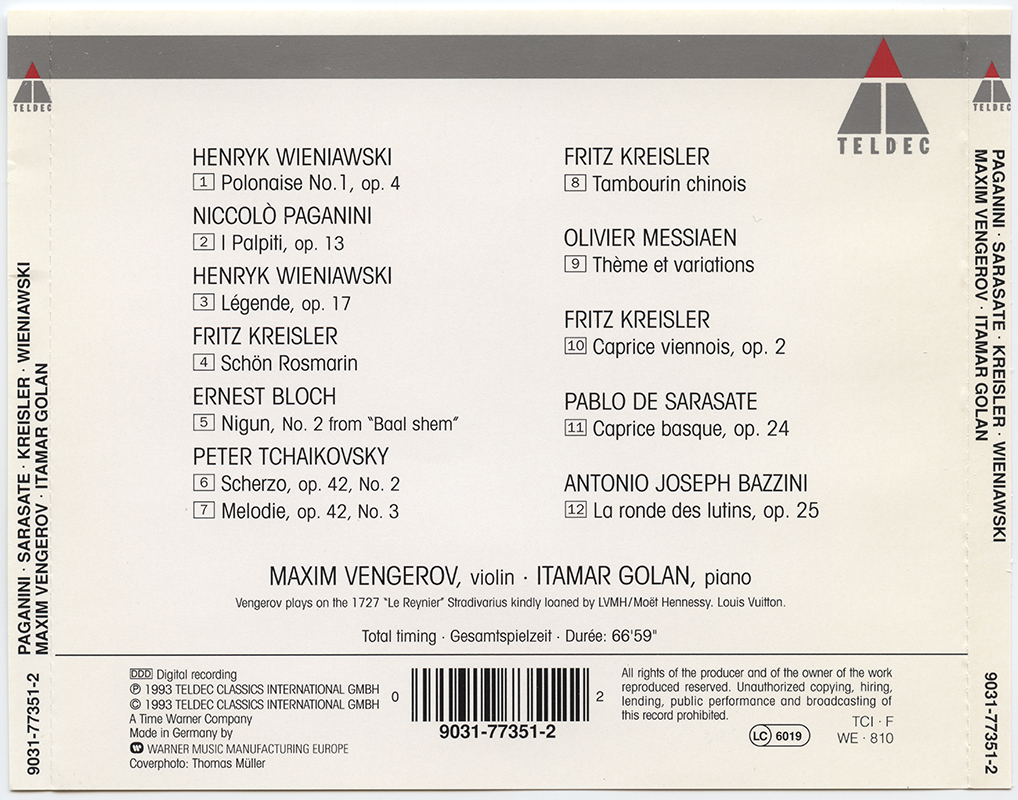 TELDEC
TELDEC
TELDEC
HENRYK WIENIAWSKI
1 Polonaise No.1, op. 4
NICCOLÒ PAGANINI
2 I Palpiti, op. 13
HENRYK WIENIAWSKI
3 Légende, op. 17
FRITZ KREISLER
4 Schön Rosmarin
ERNEST BLOCH
5 Nigun, No. 2 from “Baal shem”
PETER TCHAIKOVSKY
6 Scherzo, op. 42, No. 2
7 Melodie, op. 42, No. 3
FRITZ KREISLER
8 Tambourin chinois
OLIVIER MESSIAEN
9 Thème et variations
FRITZ KREISLER
10 Caprice viennois, op. 2
PABLO DE SARASATE
11 Caprice basque, op. 24
ANTONIO JOSEPH BAZZINI
12 La ronde des lutins, op. 25
MAXIM VENGEROV, violin · ITAMAR GOLAN, piano
Vengerov plays on the 1727 “Le Reynier” Stradivarius kindly loaned by LVMH/Moët Hennessy. Louis Vuitton.
Total timing · Gesamtspielzeit · Durée: 66'59"
DDD Digital recording
℗ 1993 TELDEC CLASSICS INTERNATIONAL GMBH
© 1993 TELDEC CLASSICS INTERNATIONAL GMBH
A Time Warner Company
Made in Germany by
WARNER MUSIC MANUFACTURING EUROPE
Coverphoto: Thomas Müller
0 2
9031-77351-2
All rights of the producer and of the owner of the work
reproduced reserved. Unauthorized copying, hiring,
lending, public performance and broadcasting of
this record prohibited.
LC 6019
TCI · F
WE · 810
PAGANINI · SARASATE · KREISLER · WIENIAWSKI
MAXIM VENGEROV · ITAMAR GOLAN
9031-77351-2
PAGANINI · SARASATE · KREISLER · WIENIAWSKI
MAXIM VENGEROV · ITAMAR GOLAN
9031-77351-2